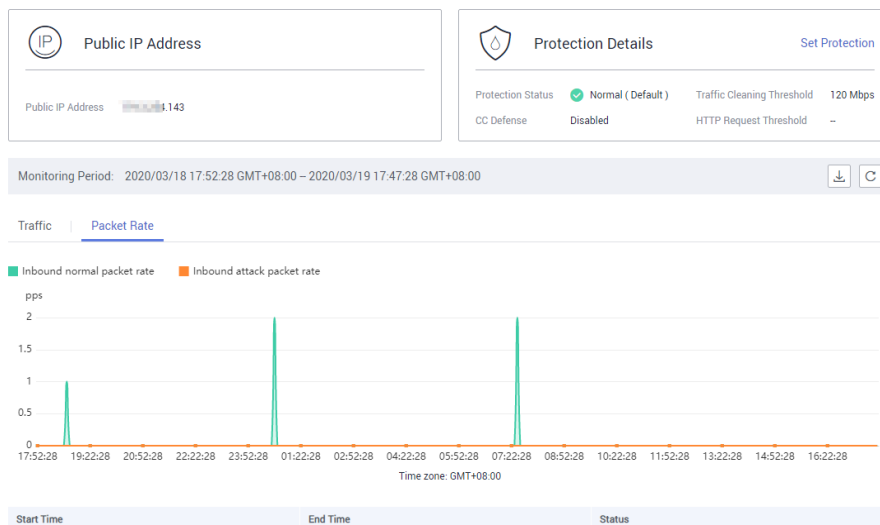 IP Public IP Address
Public IP Address 4.143
Protection Details Set Protection
Protection Status Normal ( Default ) Traffic Cleaning Threshold 120 Mbps
CC Defense Disabled HTTP Request Threshold --
Monitoring Period: 2020/03/18 17:52:28 GMT+08:00 – 2020/03/19 17:47:28 GMT+08:00
Traffic Packet Rate
Inbound normal packet rate Inbound attack packet rate
pps
2
1.5
1
0.5
0
17:52:28 19:22:28 20:52:28 22:22:28 23:52:28 01:22:28 02:52:28 04:22:28 05:52:28 07:22:28 08:52:28 10:22:28 11:52:28 13:22:28 14:52:28 16:22:28
Time zone: GMT+08:00
Start Time End Time Status